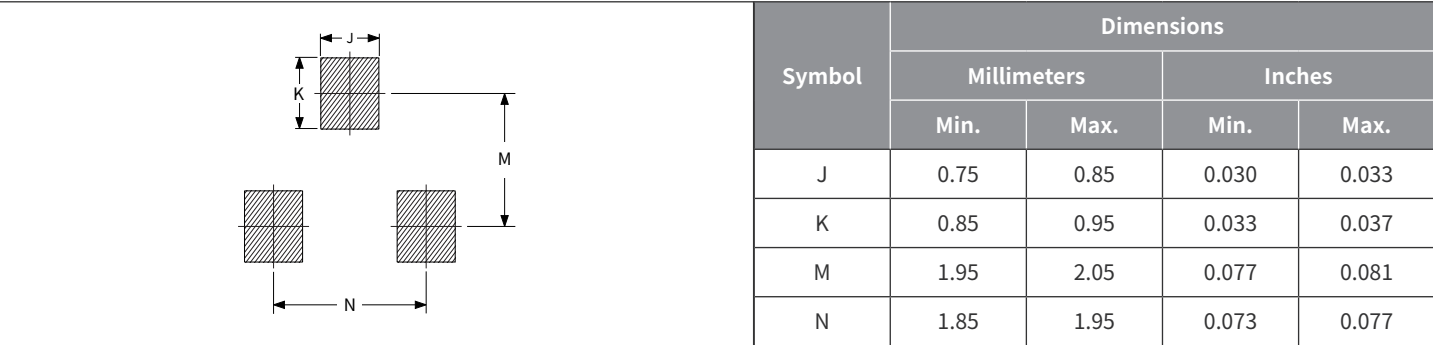 J
K
M
N
Dimensions
Symbol Millimeters Inches
Min. Max. Min. Max.
J 0.75 0.85 0.030 0.033
K 0.85 0.95 0.033 0.037
M 1.95 2.05 0.077 0.081
N 1.85 1.95 0.073 0.077